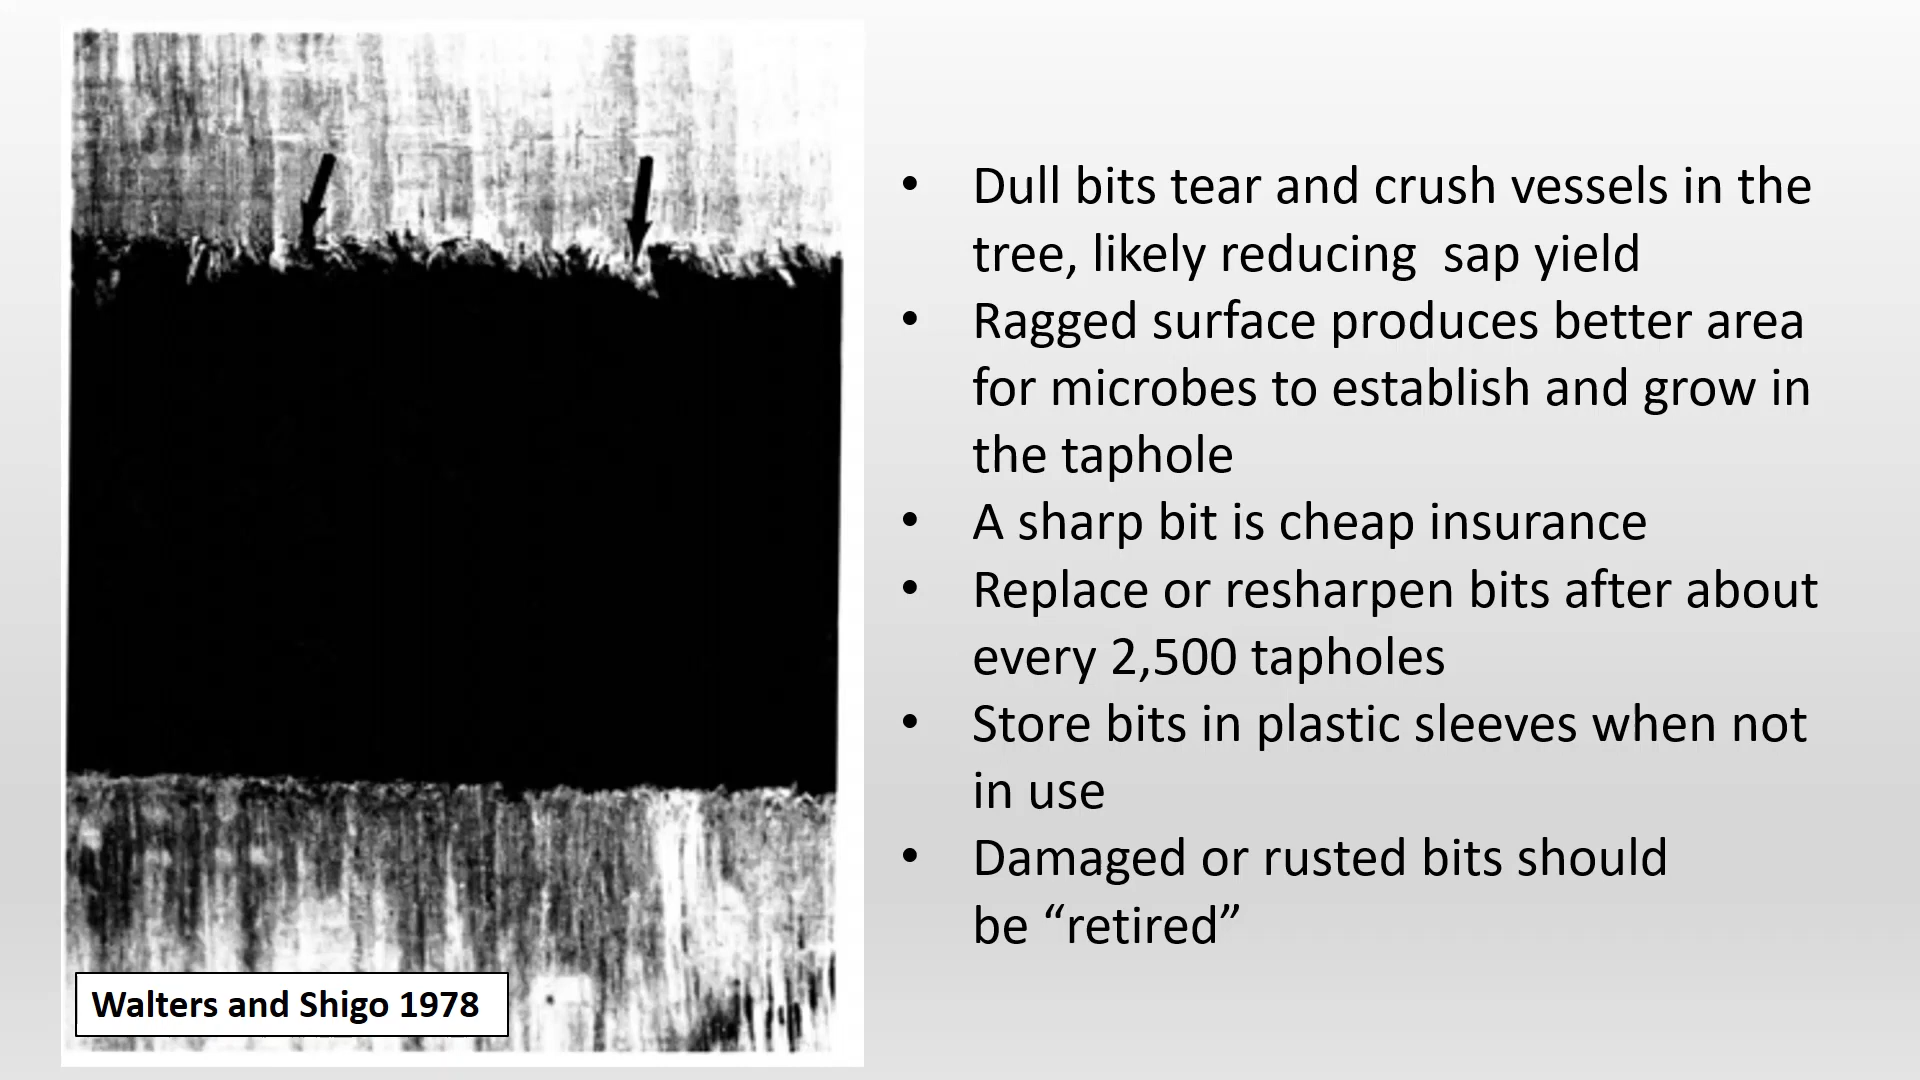 • Dull bits tear and crush vessels in the
tree, likely reducing  sap yield
• Ragged surface produces better area
for microbes to establish and grow in
the taphole
• A sharp bit is cheap insurance
• Replace or resharpen bits after about
every 2,500 tapholes
• Store bits in plastic sleeves when not
in use
• Damaged or rusted bits should
be “retired”
Walters and Shigo 1978